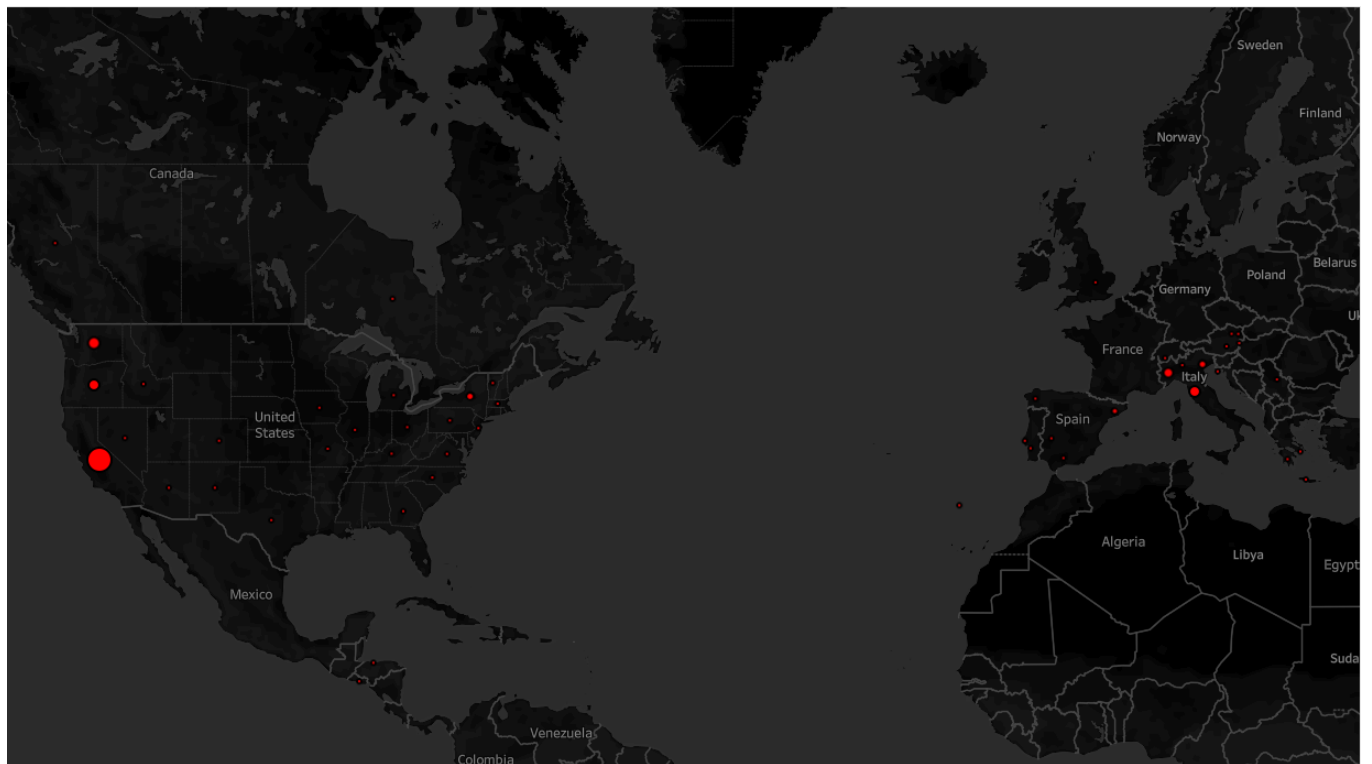 Sweden
Finland
Norway
Canada
Belarus
Poland
Germany
Uk
France
Italy
United
States
Spain
Algeria
Libya
Egypt
Mexico
Suda
Venezuela
Colombia